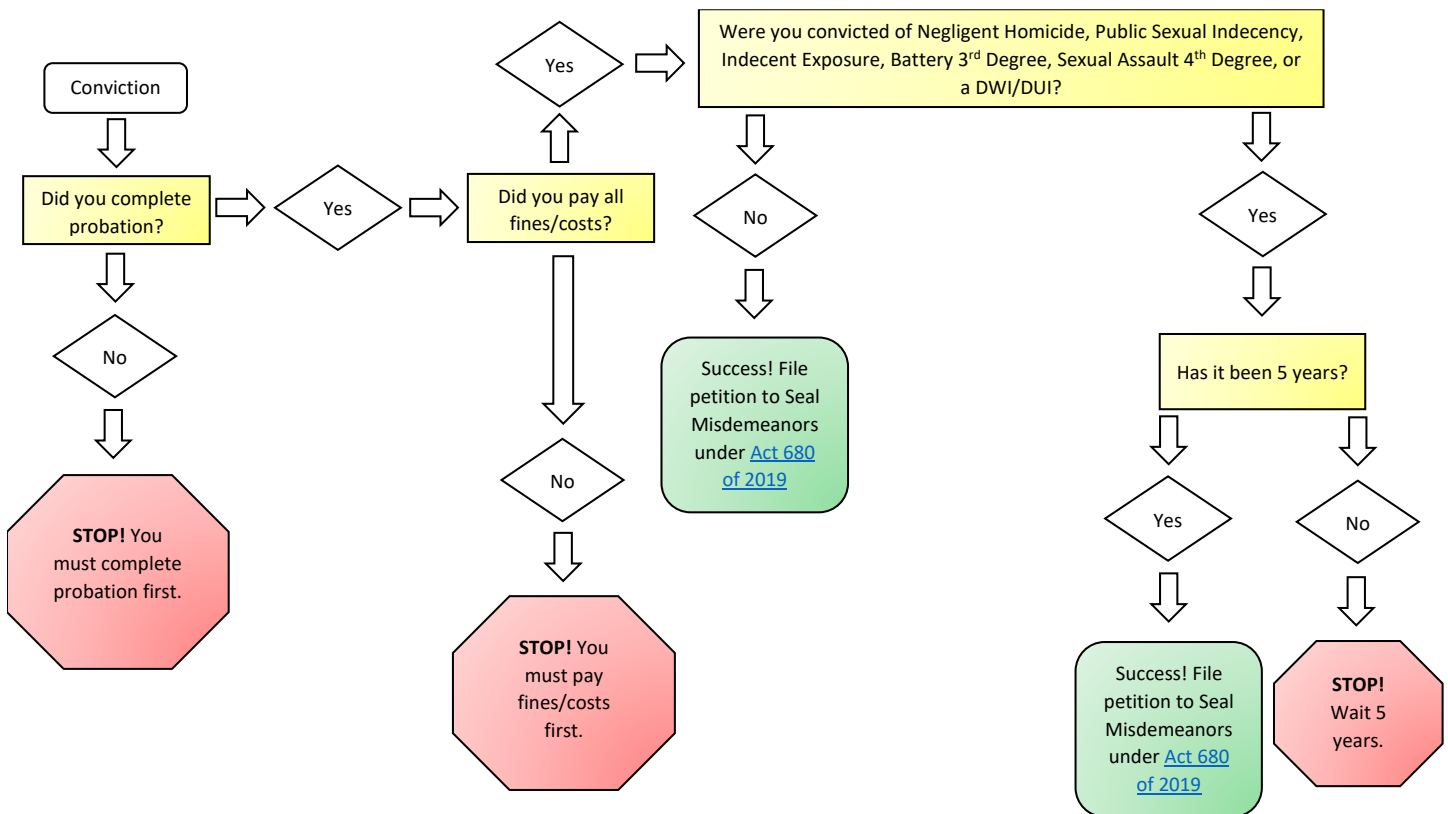 Conviction
Did you complete
probation?
Yes
Did you pay all
fines/costs?
Yes
Were you convicted of Negligent Homicide, Public Sexual Indecency,
Indecent Exposure, Battery 3rd Degree, Sexual Assault 4th Degree, or
a DWI/DUI?
No
STOP! You
must complete
probation first.
No
STOP! You
must pay
fines/costs
first.
No
Success! File
petition to Seal
Misdemeanors
under Act 680
of 2019
Yes
Has it been 5 years?
Yes
Success! File
petition to Seal
Misdemeanors
under Act 680
of 2019
No
STOP!
Wait 5
years.